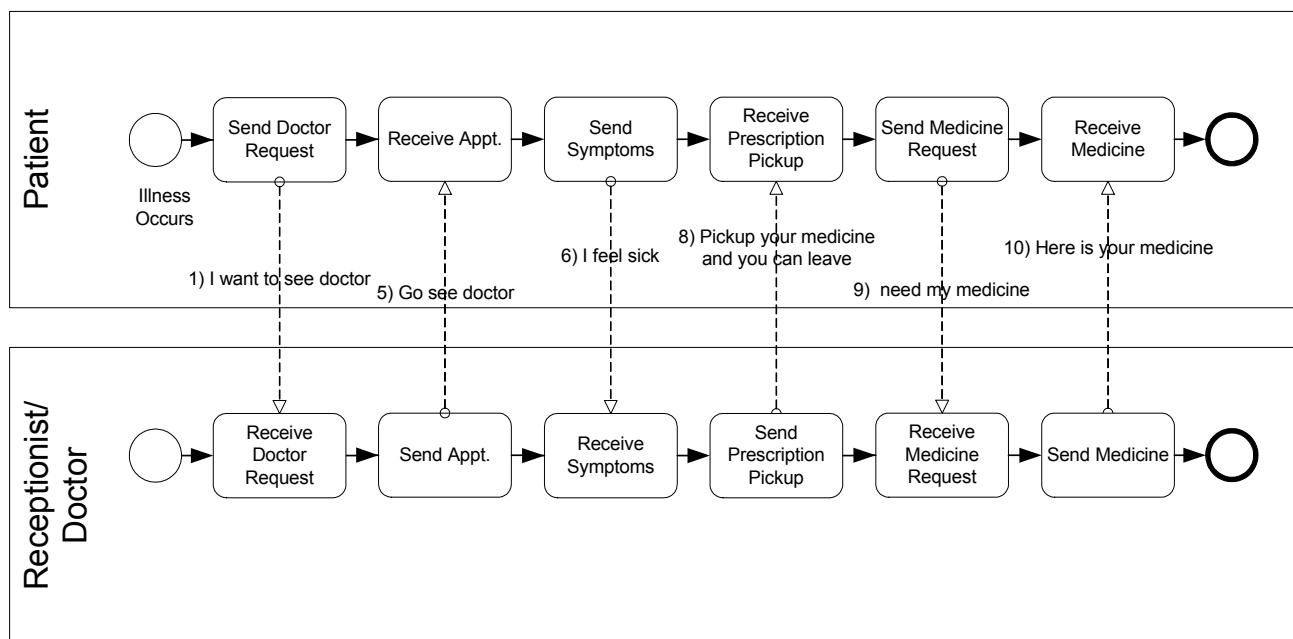 Patient
Send Doctor
Request
Receive Appt.
Send
Symptoms
Receive
Prescription
Pickup
Send Medicine
Request
Receive
Medicine
Illness
Occurs
1) I want to see doctor
5) Go see doctor
6) I feel sick
8) Pickup your medicine
and you can leave
9)  need my medicine
10) Here is your medicine
Receptionist/
Doctor
Receive
Doctor
Request
Send Appt.
Receive
Symptoms
Send
Prescription
Pickup
Receive
Medicine
Request
Send Medicine